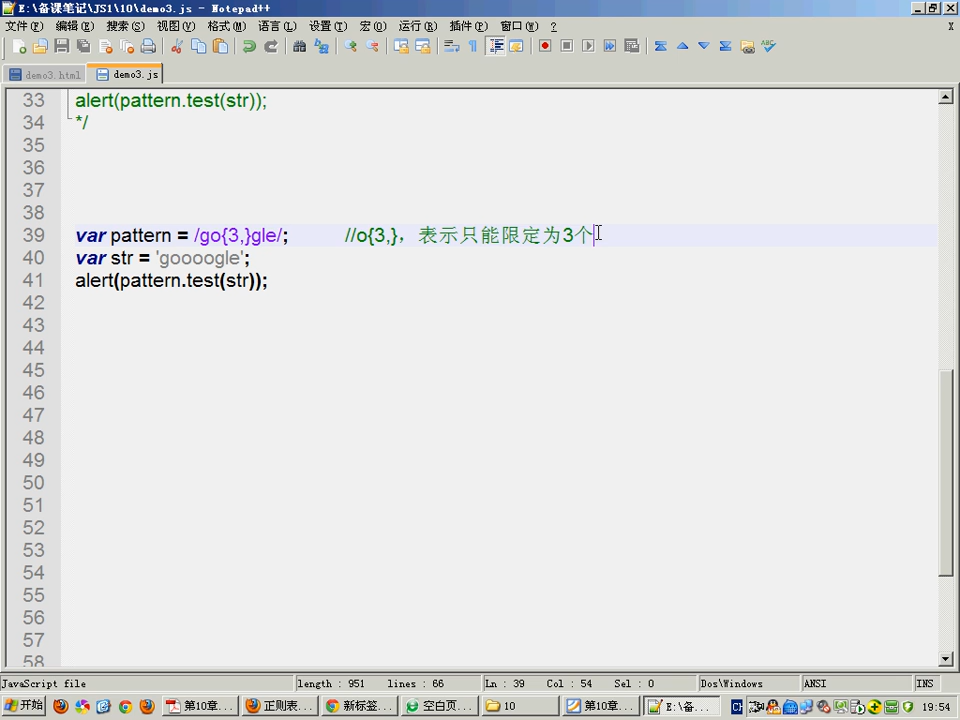 E:\备课笔记\JS1\10\demo3.js - Notepad++
文件(F) 编辑(E) 搜索(S) 视图(V) 格式(M) 语言(L) 设置(T) 宏(O) 运行(R) 插件(P) 窗口(W) ? X
demo3.html demo3.js
33 alert(pattern.test(str));
34 */
35
36
37
38
39 var pattern = /go{3,}gle/; //o{3,}，表示只能限定为3个
40 var str = 'goooogle';
41 alert(pattern.test(str));
42
43
44
45
46
47
48
49
50
51
52
53
54
55
56
57
58
JavaScript file length : 951 lines : 66 Ln : 39 Col : 54 Sel : 0 Dos\Windows ANSI INS
开始 第10章... 正则表... 新标签... 空白页... 10 第10章... E:\备... 19:54